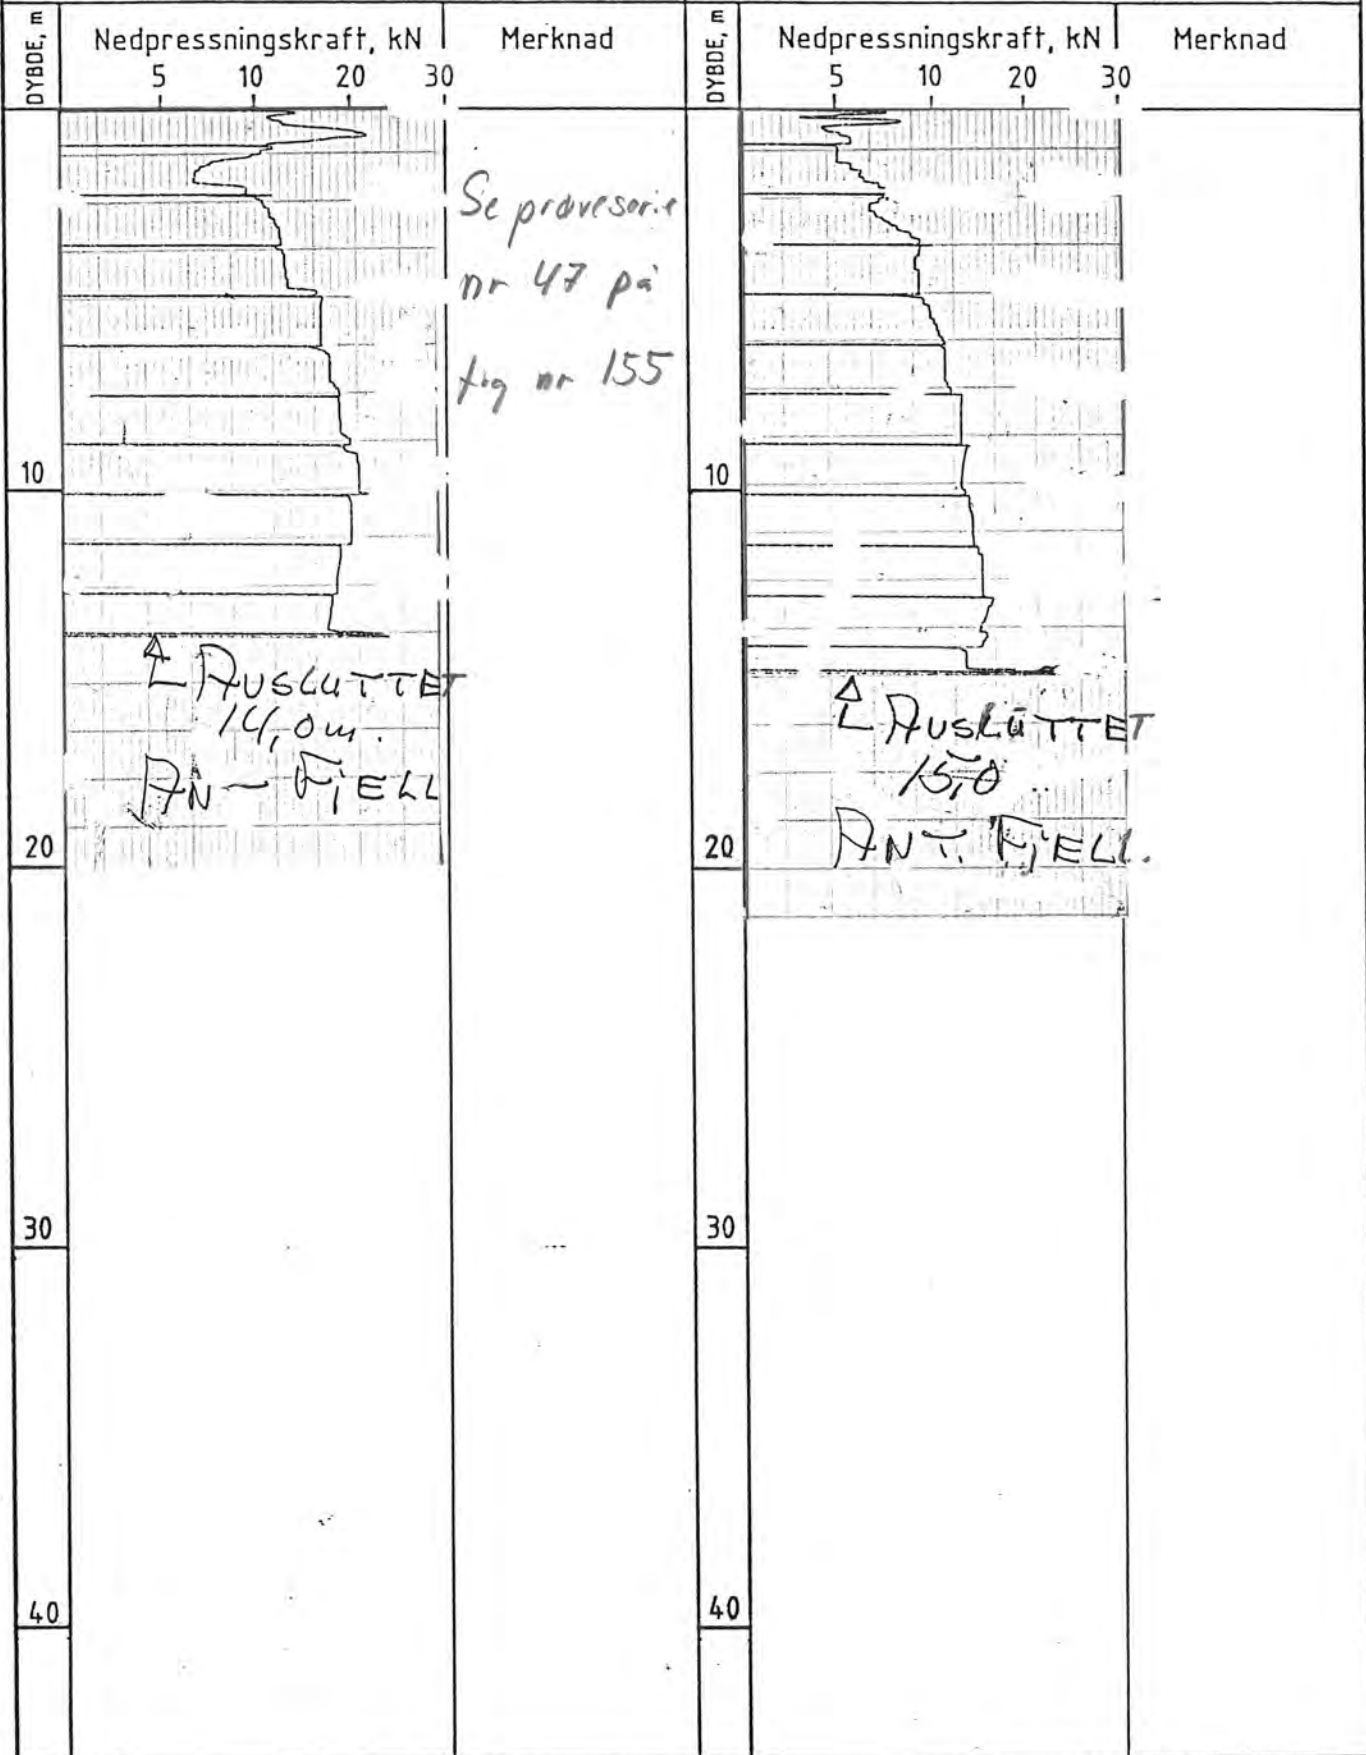 DYBDE, m
Nedpressningskraft, kN
Merknad
5 10 20 30
Se prøveserie
nr 47 på
fig nr 155
10
AVSLUTTET
14,0 m.
AN~ FJELL
20
30
40
DYBDE, m
Nedpressningskraft, kN
Merknad
5 10 20 30
10
AVSLUTTET
15,0
ANT. FJELL.
20
30
40